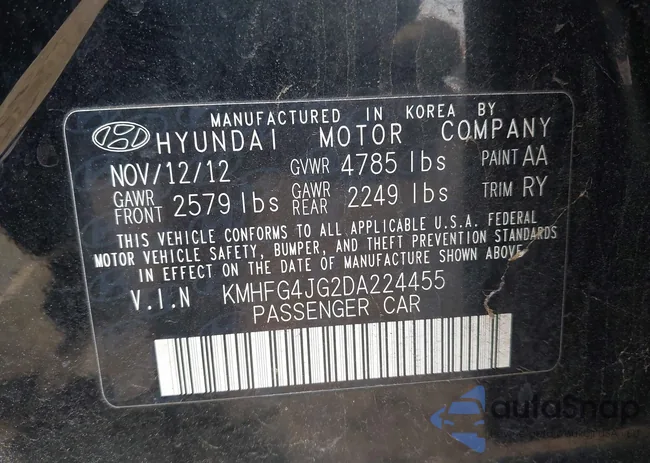 MANUFACTURED IN KOREA BY
HYUNDAI MOTOR COMPANY
NOV/12/12 GVWR 4785 lbs PAINT AA
GAWR FRONT 2579 lbs GAWR REAR 2249 lbs TRIM RY
THIS VEHICLE CONFORMS TO ALL APPLICABLE U.S.A. FEDERAL
MOTOR VEHICLE SAFETY, BUMPER, AND THEFT PREVENTION STANDARDS
IN EFFECT ON THE DATE OF MANUFACTURE SHOWN ABOVE
V.I.N KMHFG4JG2DA224455
PASSENGER CAR
autoSnap